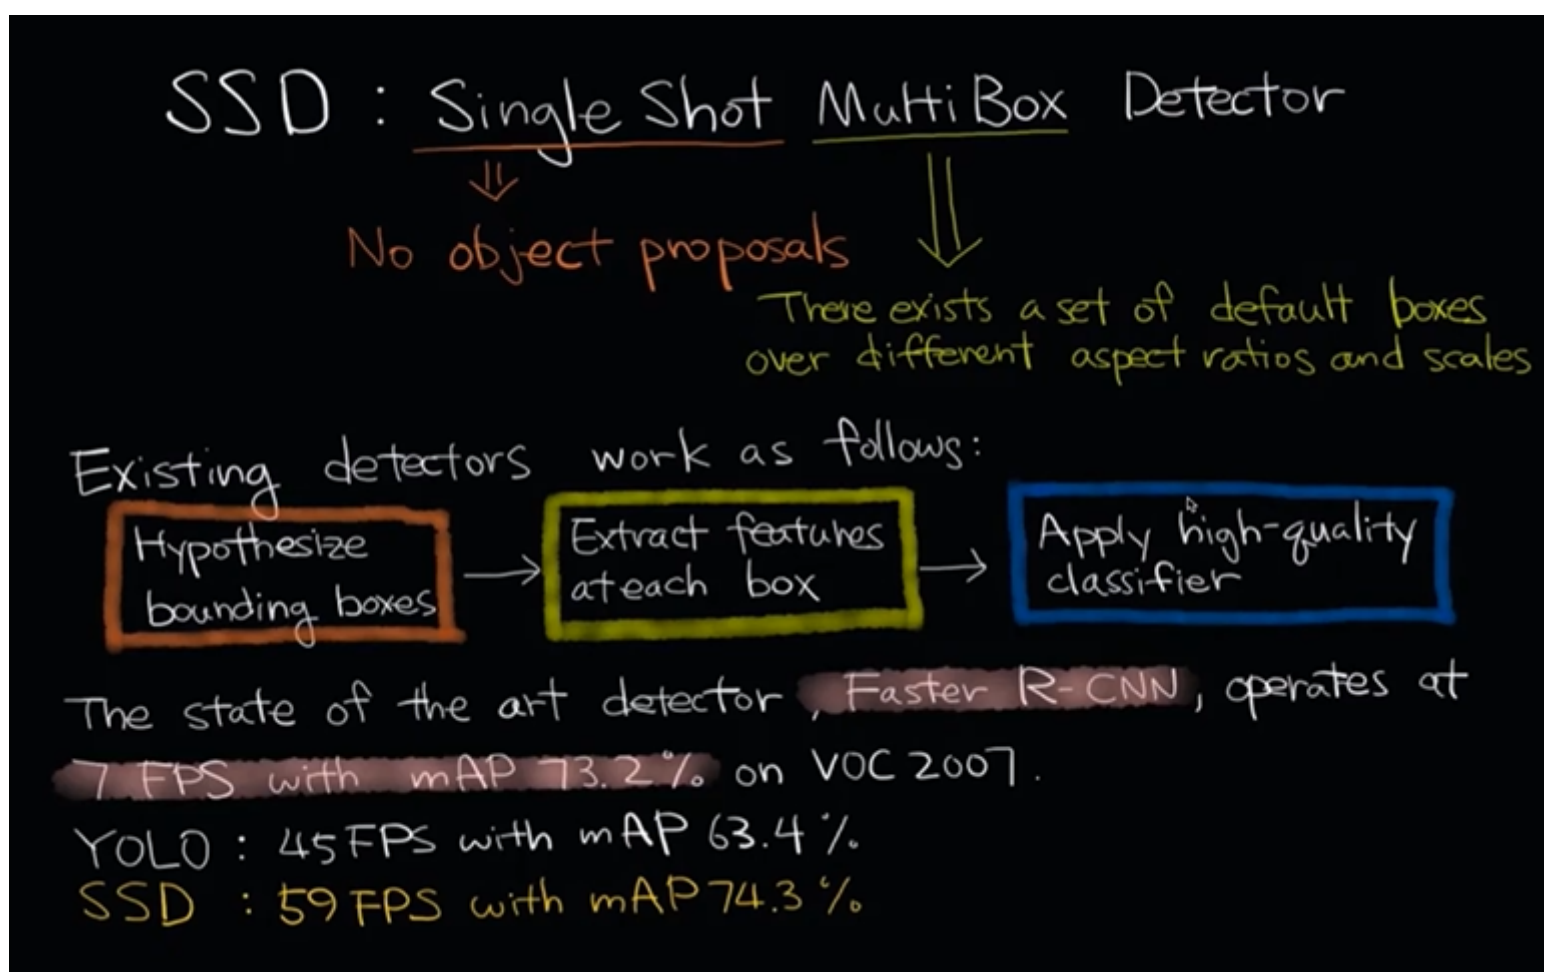 SSD : Single Shot MultiBox Detector
No object proposals
There exists a set of default boxes
over different aspect ratios and scales
Existing detectors work as follows:
Hypothesize
bounding boxes
Extract features
at each box
Apply high-quality
classifier
The state of the art detector, Faster R-CNN, operates at
7 FPS with mAP 73.2% on VOC 2007.
YOLO : 45 FPS with mAP 63.4%
SSD : 59 FPS with mAP 74.3%